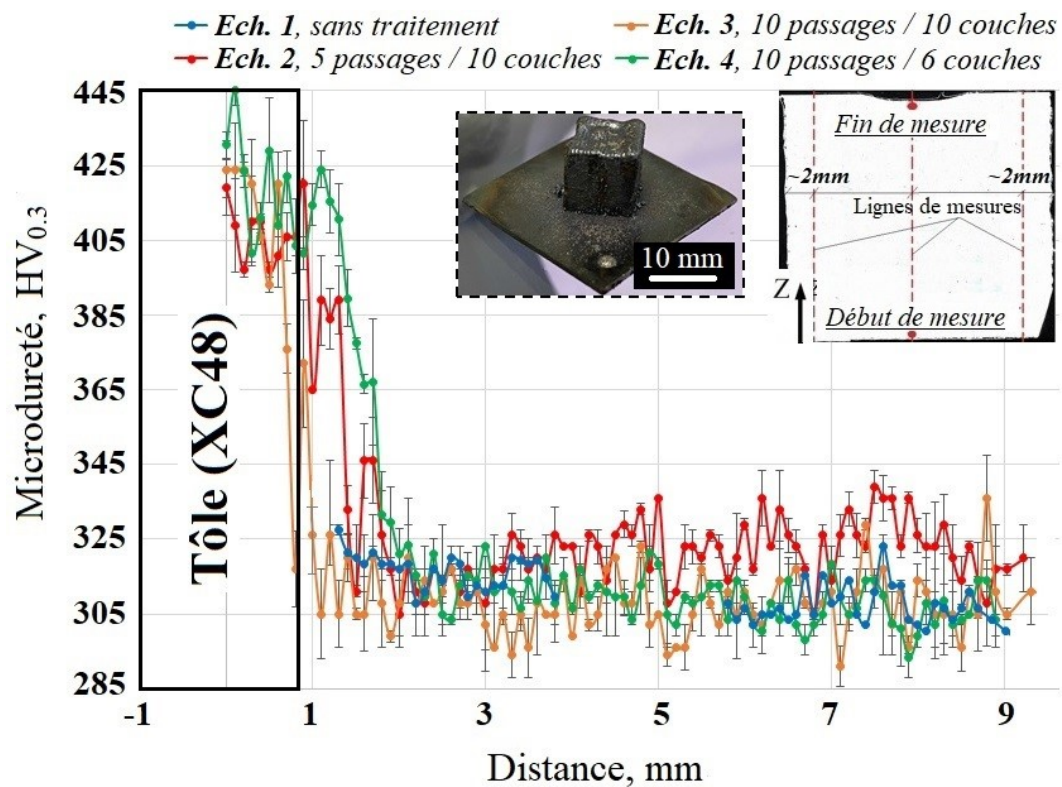 Ech. 1, sans traitement
Ech. 3, 10 passages / 10 couches
Ech. 2, 5 passages / 10 couches
Ech. 4, 10 passages / 6 couches
445
425
405
385
365
345
325
305
285
Microdureté, HV0.3
Tôle (XC48)
10 mm
Fin de mesure
~2mm
~2mm
Lignes de mesures
Z
Début de mesure
-1
1
3
5
7
9
Distance, mm